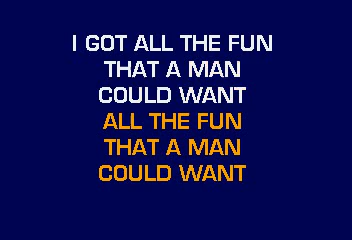 I GOT ALL THE FUN
THAT A MAN
COULD WANT
ALL THE FUN
THAT A MAN
COULD WANT